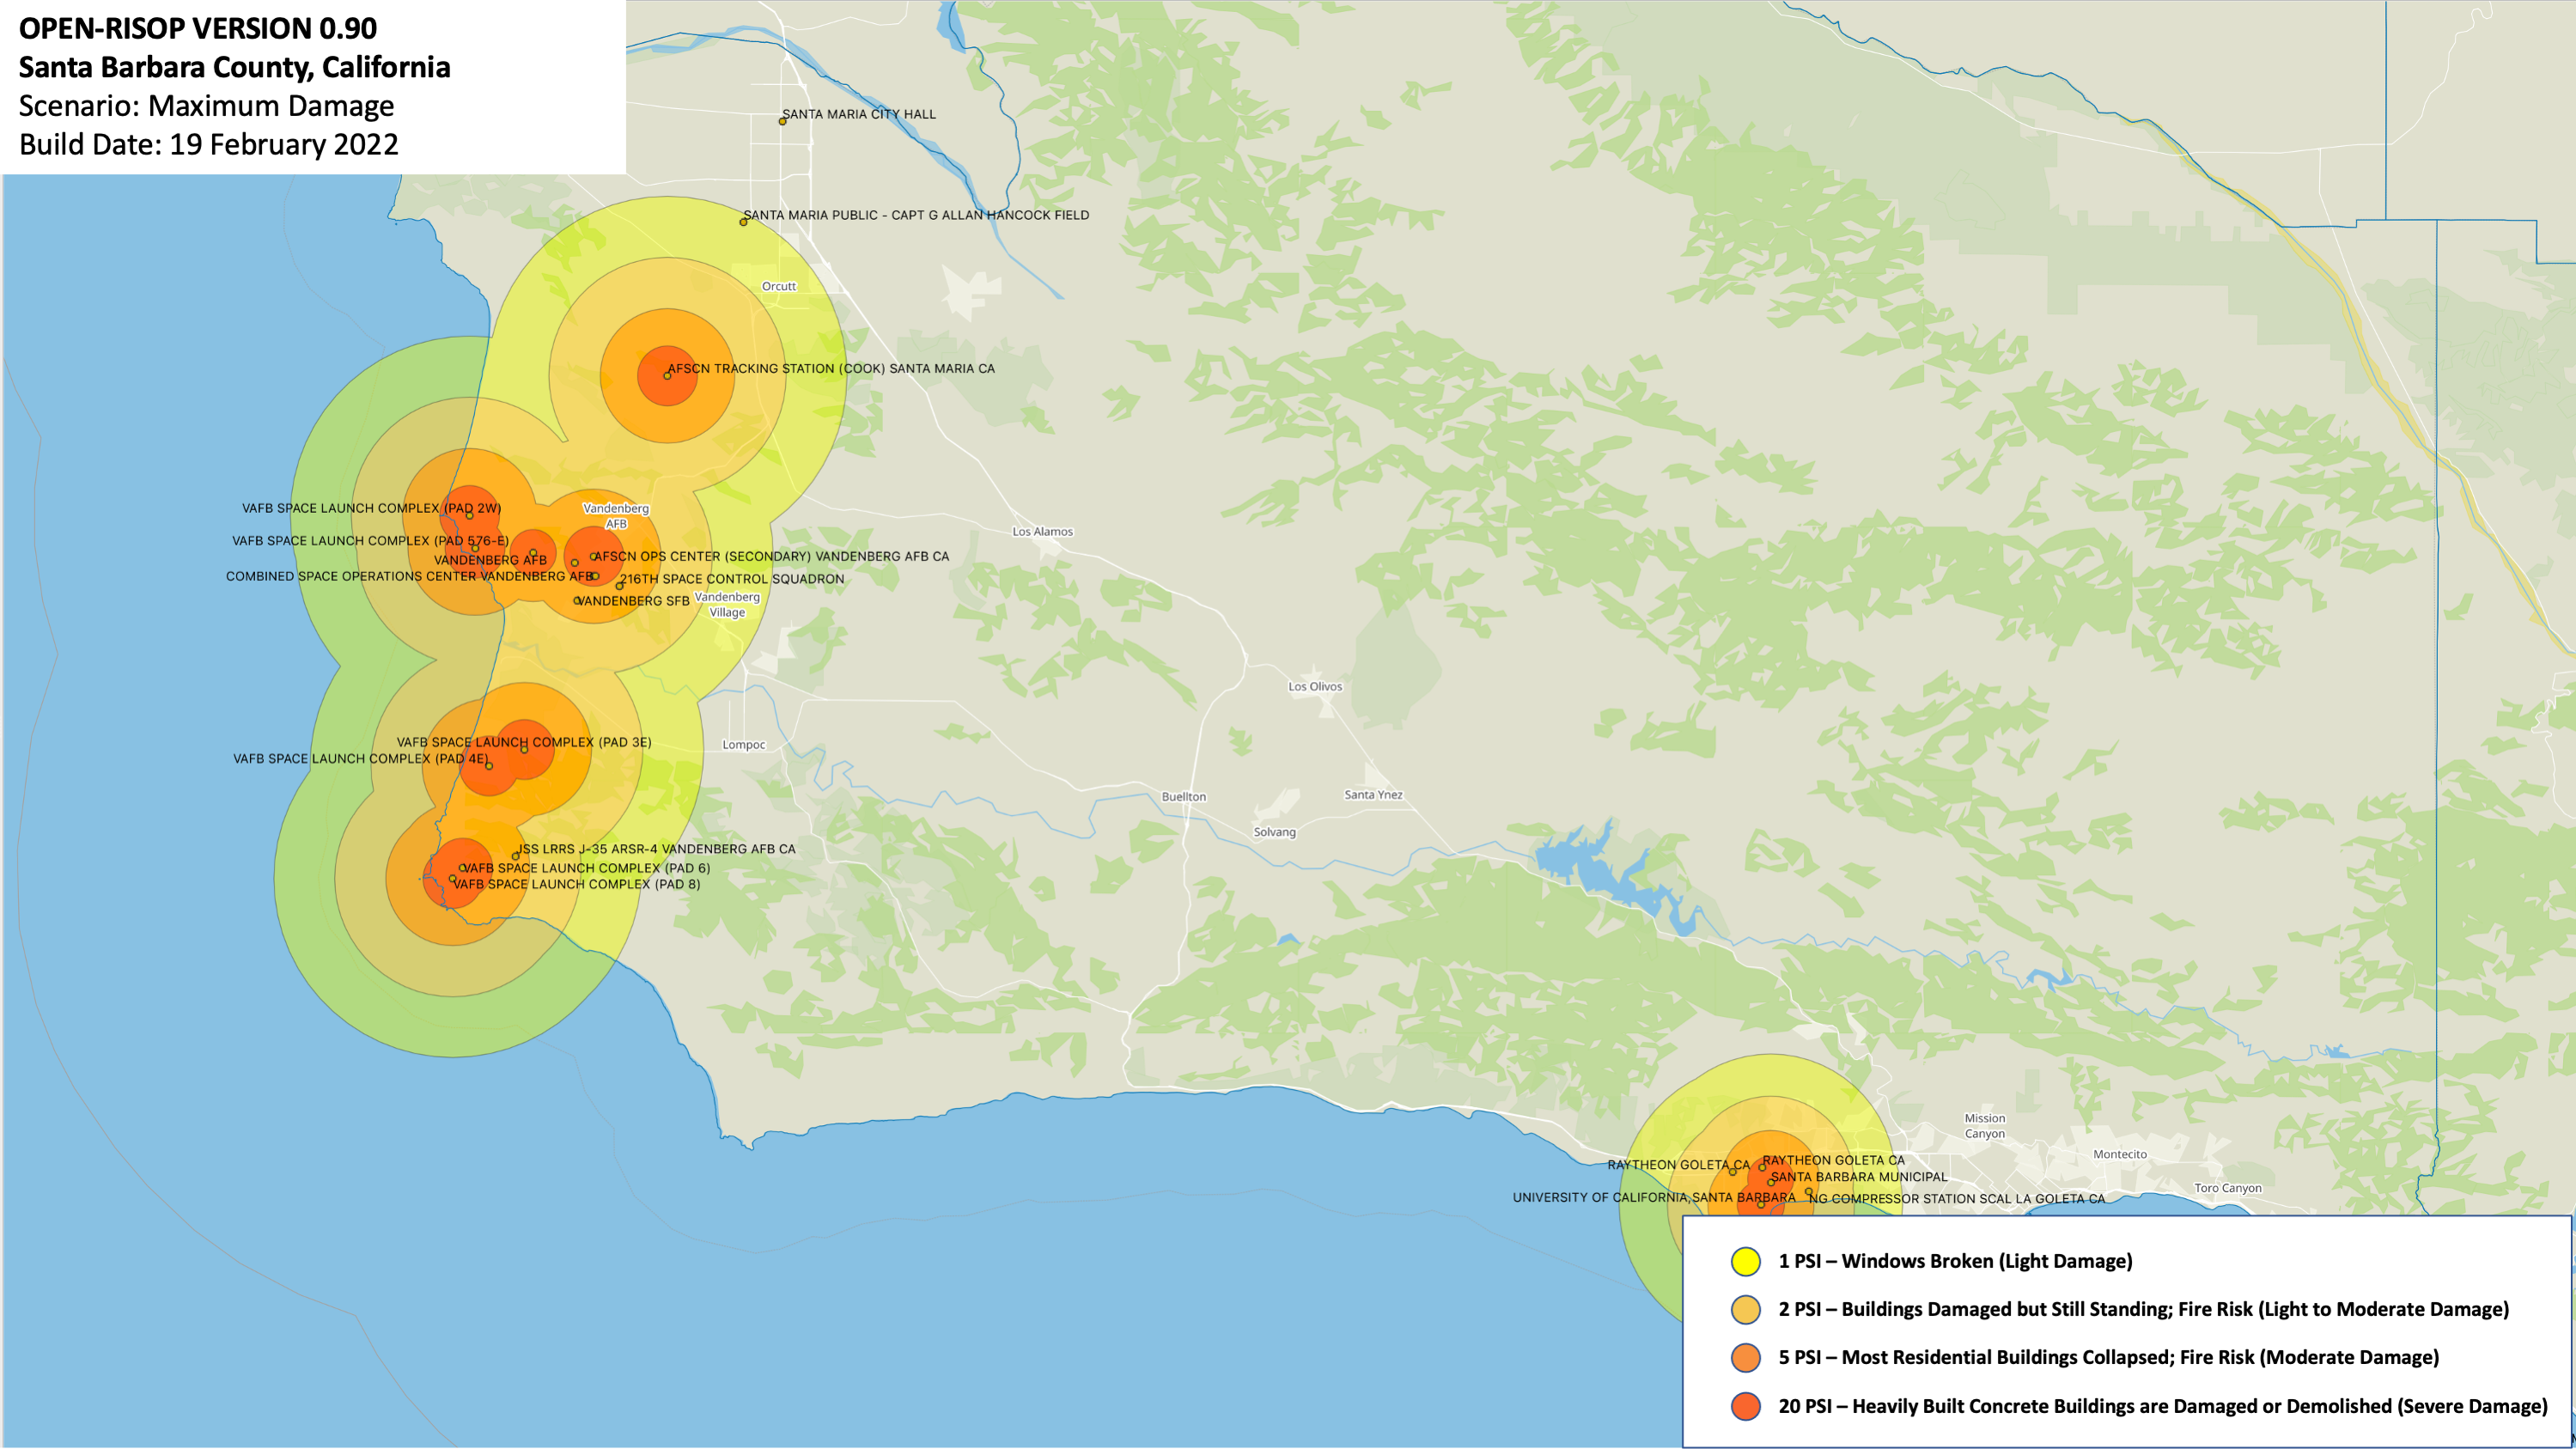 OPEN-RISOP VERSION 0.90
Santa Barbara County, California
Scenario: Maximum Damage
Build Date: 19 February 2022
SANTA MARIA CITY HALL
SANTA MARIA PUBLIC - CAPT G ALLAN HANCOCK FIELD
Orcutt
AFSCN TRACKING STATION (COOK) SANTA MARIA CA
VAFB SPACE LAUNCH COMPLEX (PAD 2W)
Vandenberg
AFB
Los Alamos
VAFB SPACE LAUNCH COMPLEX (PAD 576-E)
VANDENBERG AFB
AFSCN OPS CENTER (SECONDARY) VANDENBERG AFB CA
COMBINED SPACE OPERATIONS CENTER VANDENBERG AFB
216TH SPACE CONTROL SQUADRON
VANDENBERG SFB
Vandenberg
Village
Los Olivos
VAFB SPACE LAUNCH COMPLEX (PAD 3E)
Lompoc
VAFB SPACE LAUNCH COMPLEX (PAD 4E)
Buellton
Santa Ynez
Solvang
JSS LRRS J-35 ARSR-4 VANDENBERG AFB CA
VAFB SPACE LAUNCH COMPLEX (PAD 6)
VAFB SPACE LAUNCH COMPLEX (PAD 8)
Mission
Canyon
Montecito
RAYTHEON GOLETA CA
RAYTHEON GOLETA CA
SANTA BARBARA MUNICIPAL
Toro Canyon
UNIVERSITY OF CALIFORNIA, SANTA BARBARA
NG COMPRESSOR STATION SCAL LA GOLETA CA
1 PSI – Windows Broken (Light Damage)
2 PSI – Buildings Damaged but Still Standing; Fire Risk (Light to Moderate Damage)
5 PSI – Most Residential Buildings Collapsed; Fire Risk (Moderate Damage)
20 PSI – Heavily Built Concrete Buildings are Damaged or Demolished (Severe Damage)